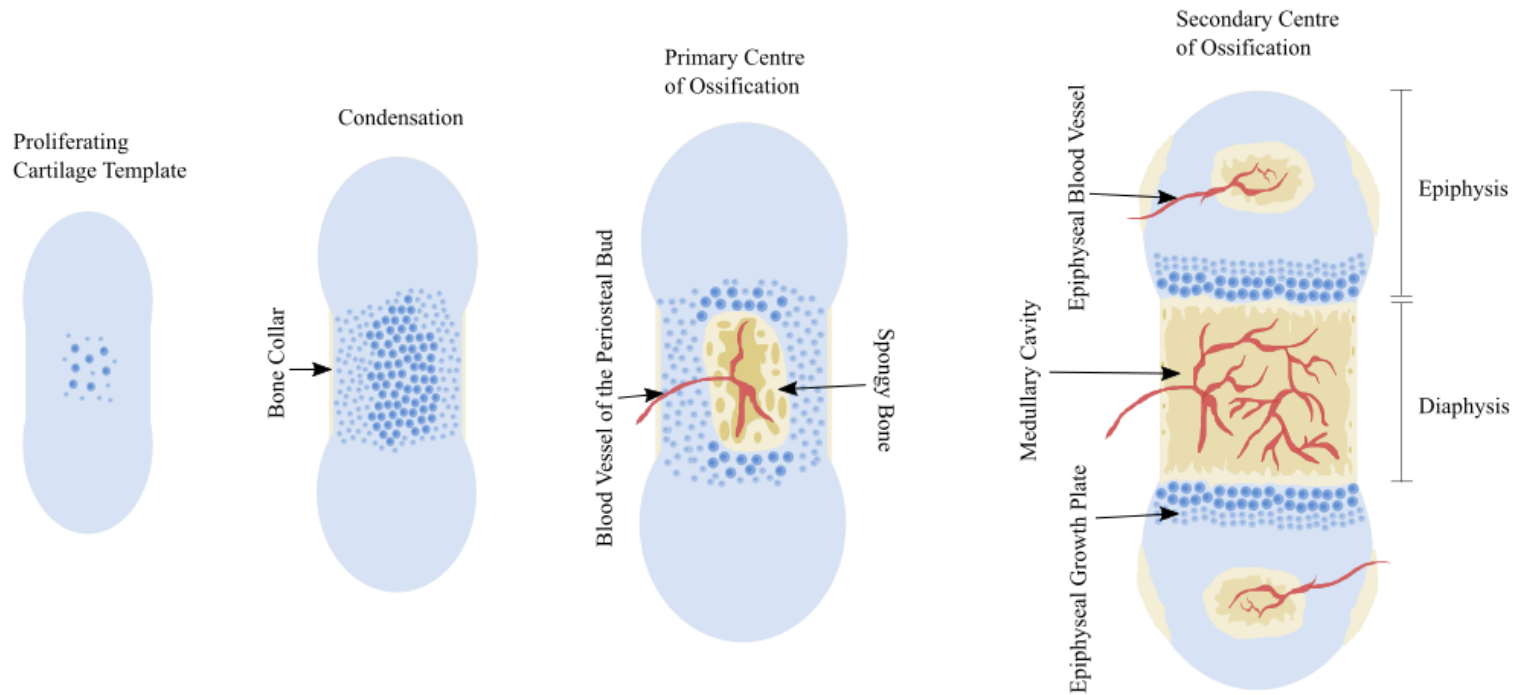 Proliferating
Cartilage Template
Condensation
Bone Collar
Primary Centre
of Ossification
Blood Vessel of the Periosteal Bud
Spongy Bone
Secondary Centre
of Ossification
Epiphyseal Blood Vessel
Medullary Cavity
Epiphyseal Growth Plate
Epiphysis
Diaphysis